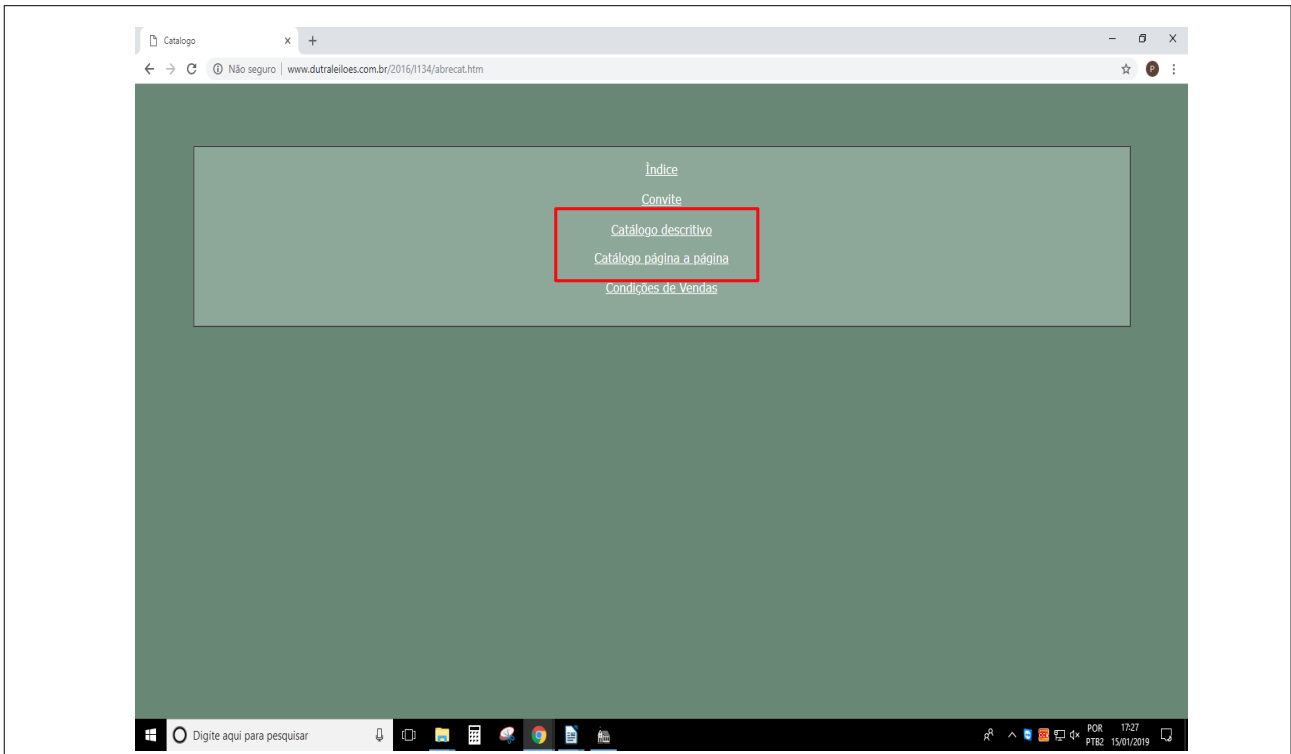 Catalogo
Não seguro | www.dutraleiloes.com.br/2016/l134/abrecat.htm
P
Ìndice
Convite
Catálogo descritivo
Catálogo página a página
Condições de Vendas
Digite aqui para pesquisar
POR 17:27
PTB2 15/01/2019